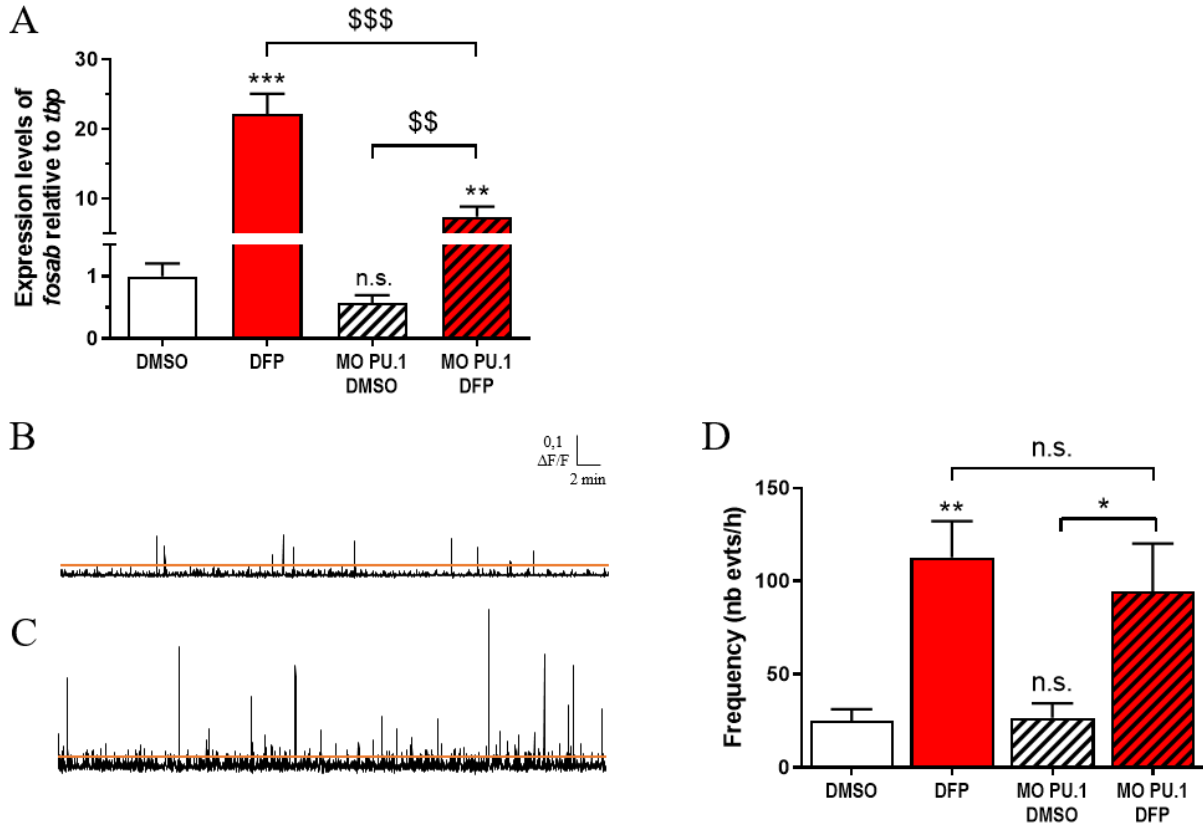 A
$$$
Expression levels of
fosab relative to tbp
30
20
10
1
0
***
$$
**
n.s.
DMSO
DFP
MO PU.1
DMSO
MO PU.1
DFP
B
0,1
ΔF/F
2 min
C
D
n.s.
Frequency (nb evts/h)
150
100
50
0
**
*
n.s.
DMSO
DFP
MO PU.1
DMSO
MO PU.1
DFP